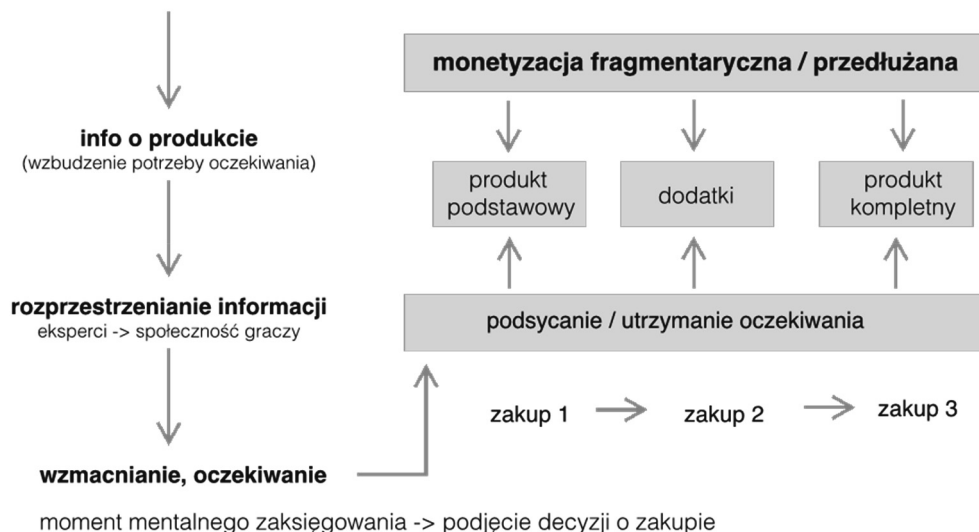 monetyzacja fragmentaryczna / przedłużana
info o produkcie
(wzbudzenie potrzeby oczekiwania)
produkt
podstawowy
dodatki
produkt
kompletny
rozprzestrzenianie informacji
eksperci -> społeczność graczy
podsycanie / utrzymanie oczekiwania
zakup 1
zakup 2
zakup 3
wzmacnianie, oczekiwanie
moment mentalnego zaksięgowania -> podjęcie decyzji o zakupie